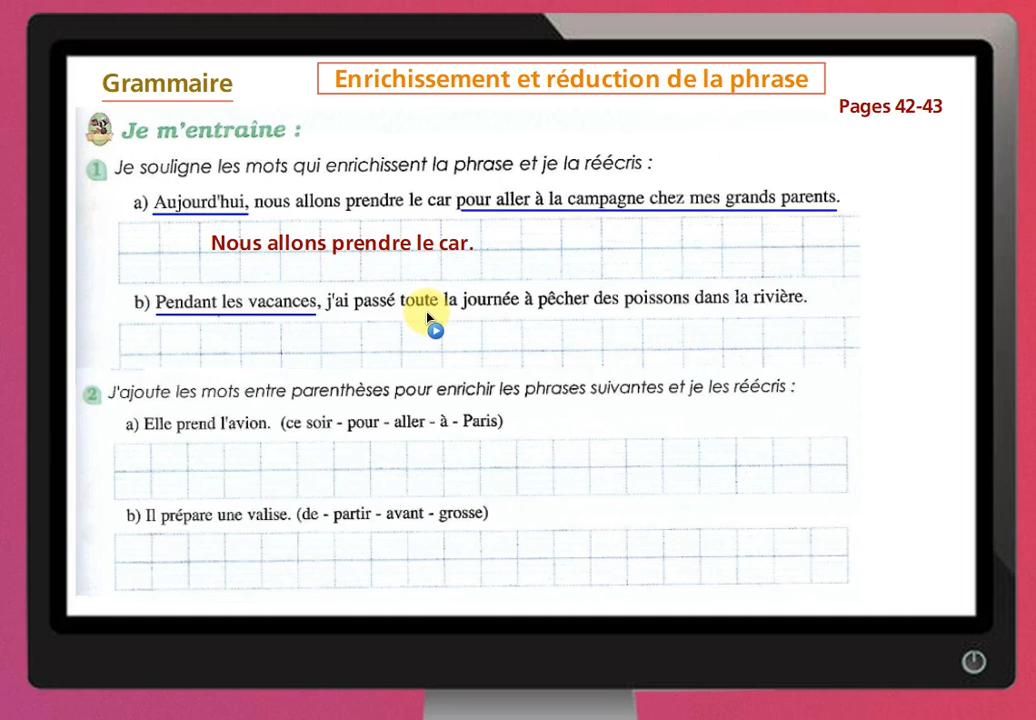 Grammaire
Enrichissement et réduction de la phrase
Pages 42-43
Je m'entraîne :
1 Je souligne les mots qui enrichissent la phrase et je la réécris :
a) Aujourd'hui, nous allons prendre le car pour aller à la campagne chez mes grands parents.
Nous allons prendre le car.
b) Pendant les vacances, j'ai passé toute la journée à pêcher des poissons dans la rivière.
2 J'ajoute les mots entre parenthèses pour enrichir les phrases suivantes et je les réécris :
a) Elle prend l'avion. (ce soir - pour - aller - à - Paris)
b) Il prépare une valise. (de - partir - avant - grosse)